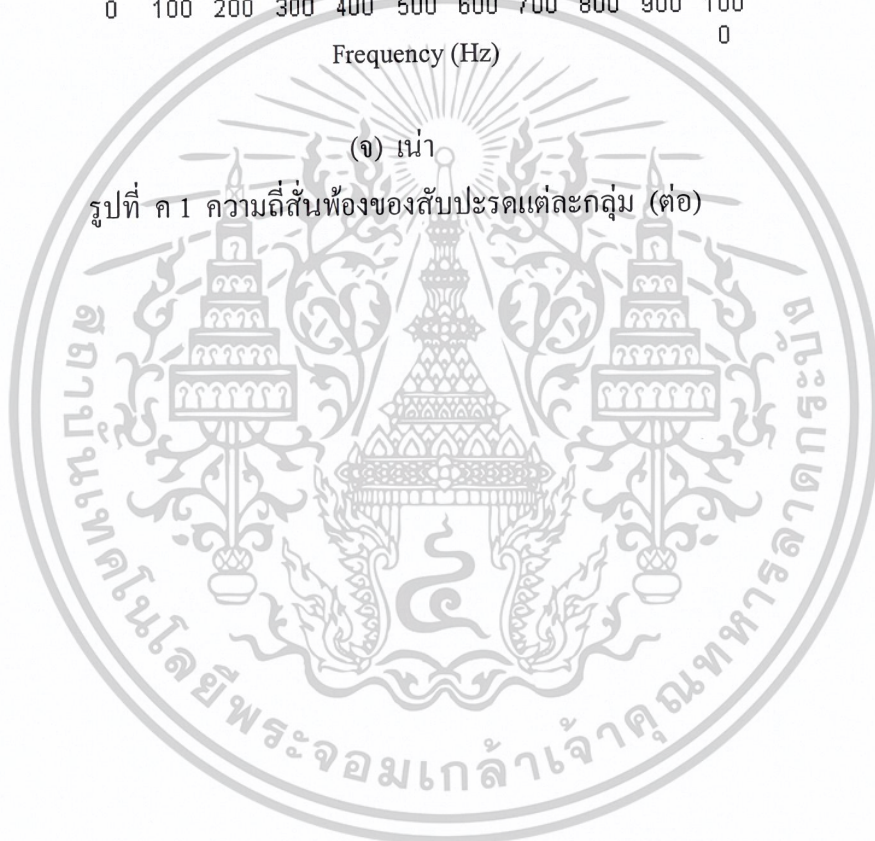 0 100 200 300 400 500 600 700 800 900 100
0
Frequency (Hz)
(จ) เน่า
รูปที่ ค 1 ความถี่สั่นพ้องของสับปะรดแต่ละกลุ่ม (ต่อ)
สถาบันเทคโนโลยีพระจอมเกล้าเจ้าคุณทหารลาดกระบัง
๔